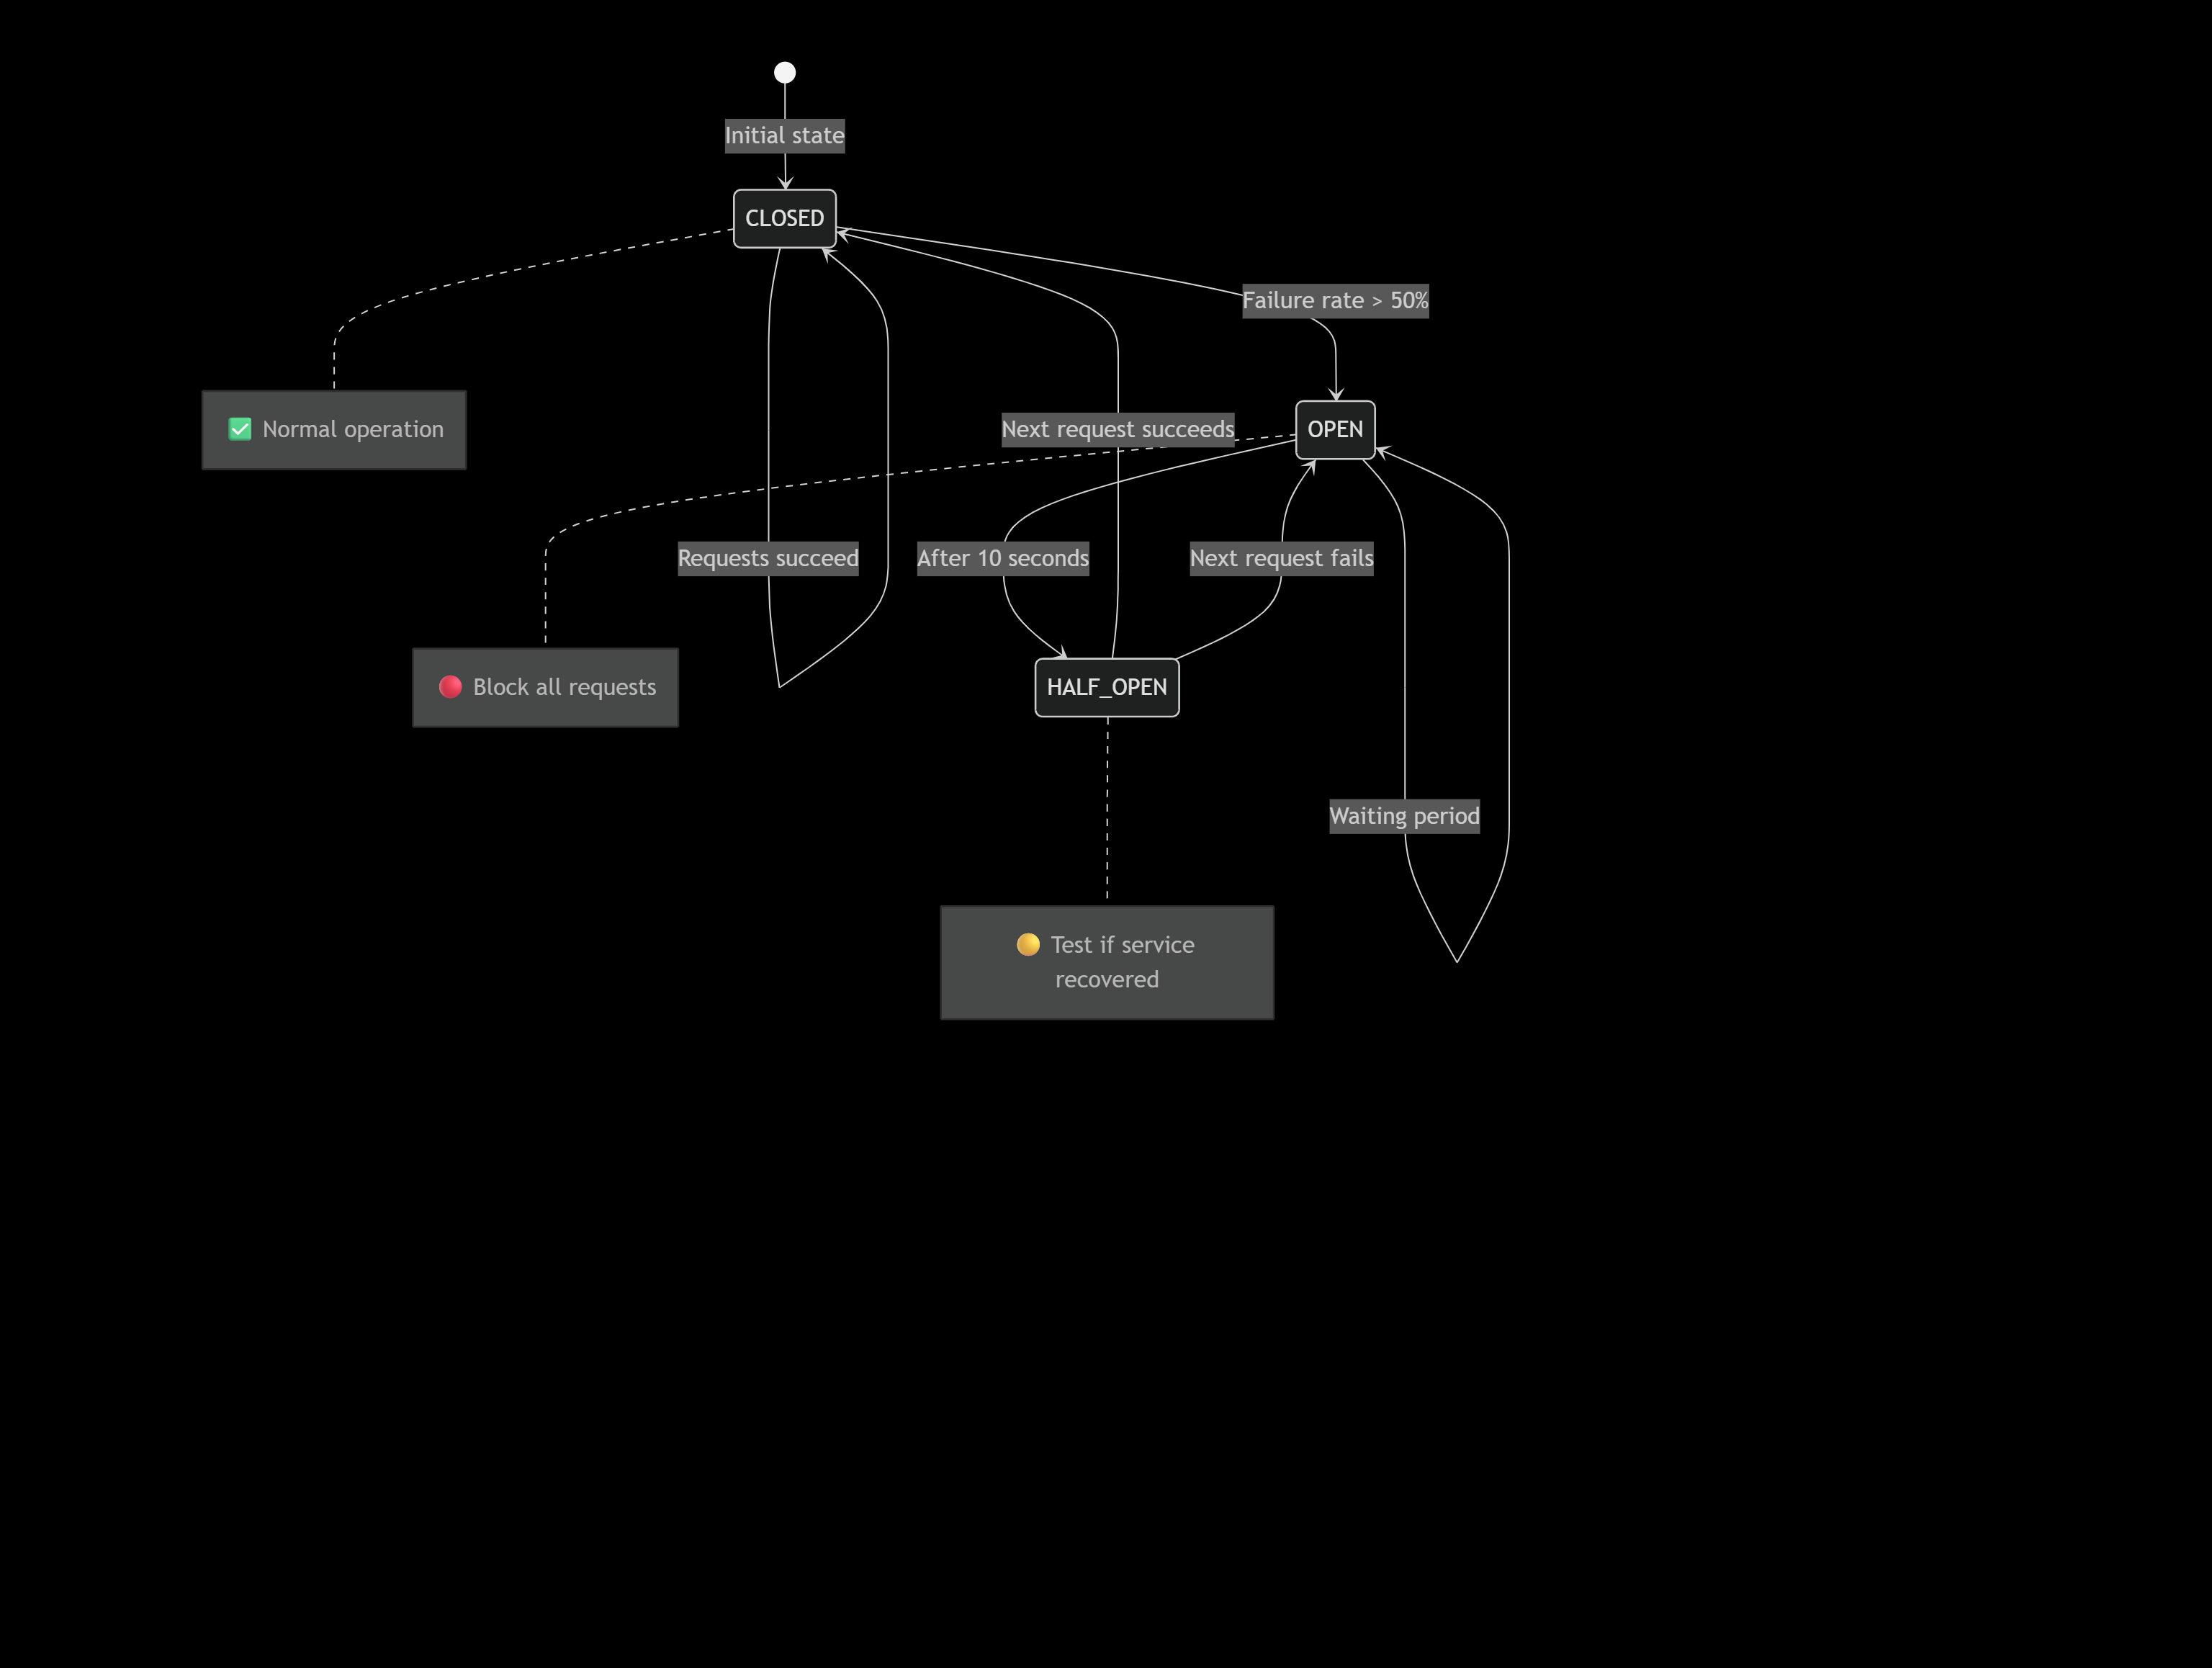 Initial state
CLOSED
Failure rate > 50%
✅ Normal operation
Next request succeeds
OPEN
Requests succeed
After 10 seconds
Next request fails
🔴 Block all requests
HALF_OPEN
Waiting period
🟡 Test if service
recovered